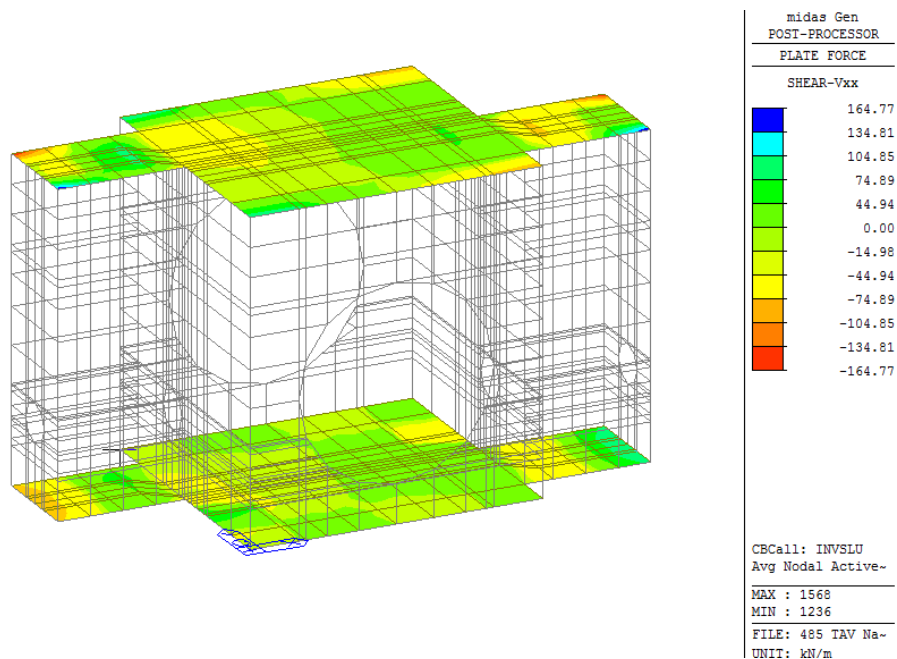 midas Gen
POST-PROCESSOR
PLATE FORCE
SHEAR-Vxx
164.77
134.81
104.85
74.89
44.94
0.00
-14.98
-44.94
-74.89
-104.85
-134.81
-164.77
CBCall: INVSLU
Avg Nodal Active~
MAX : 1568
MIN : 1236
FILE: 485 TAV Na~
UNIT: kN/m